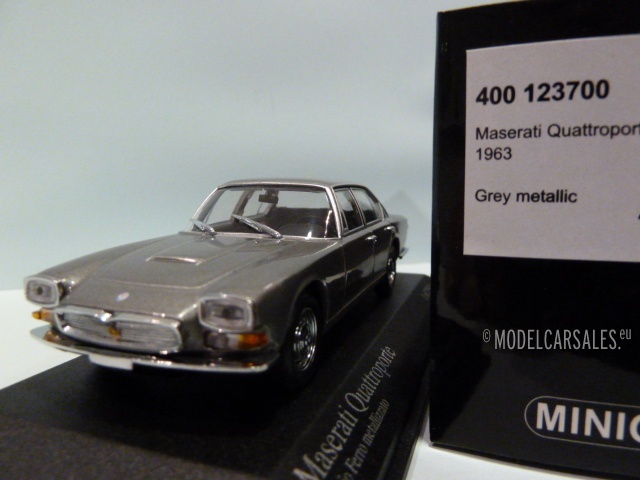 400 123700
Maserati Quattroport
1963
Grey metallic
© MODELCARSALES.eu
MINIC
Maserati Quattroporte
Ferro metallizzato